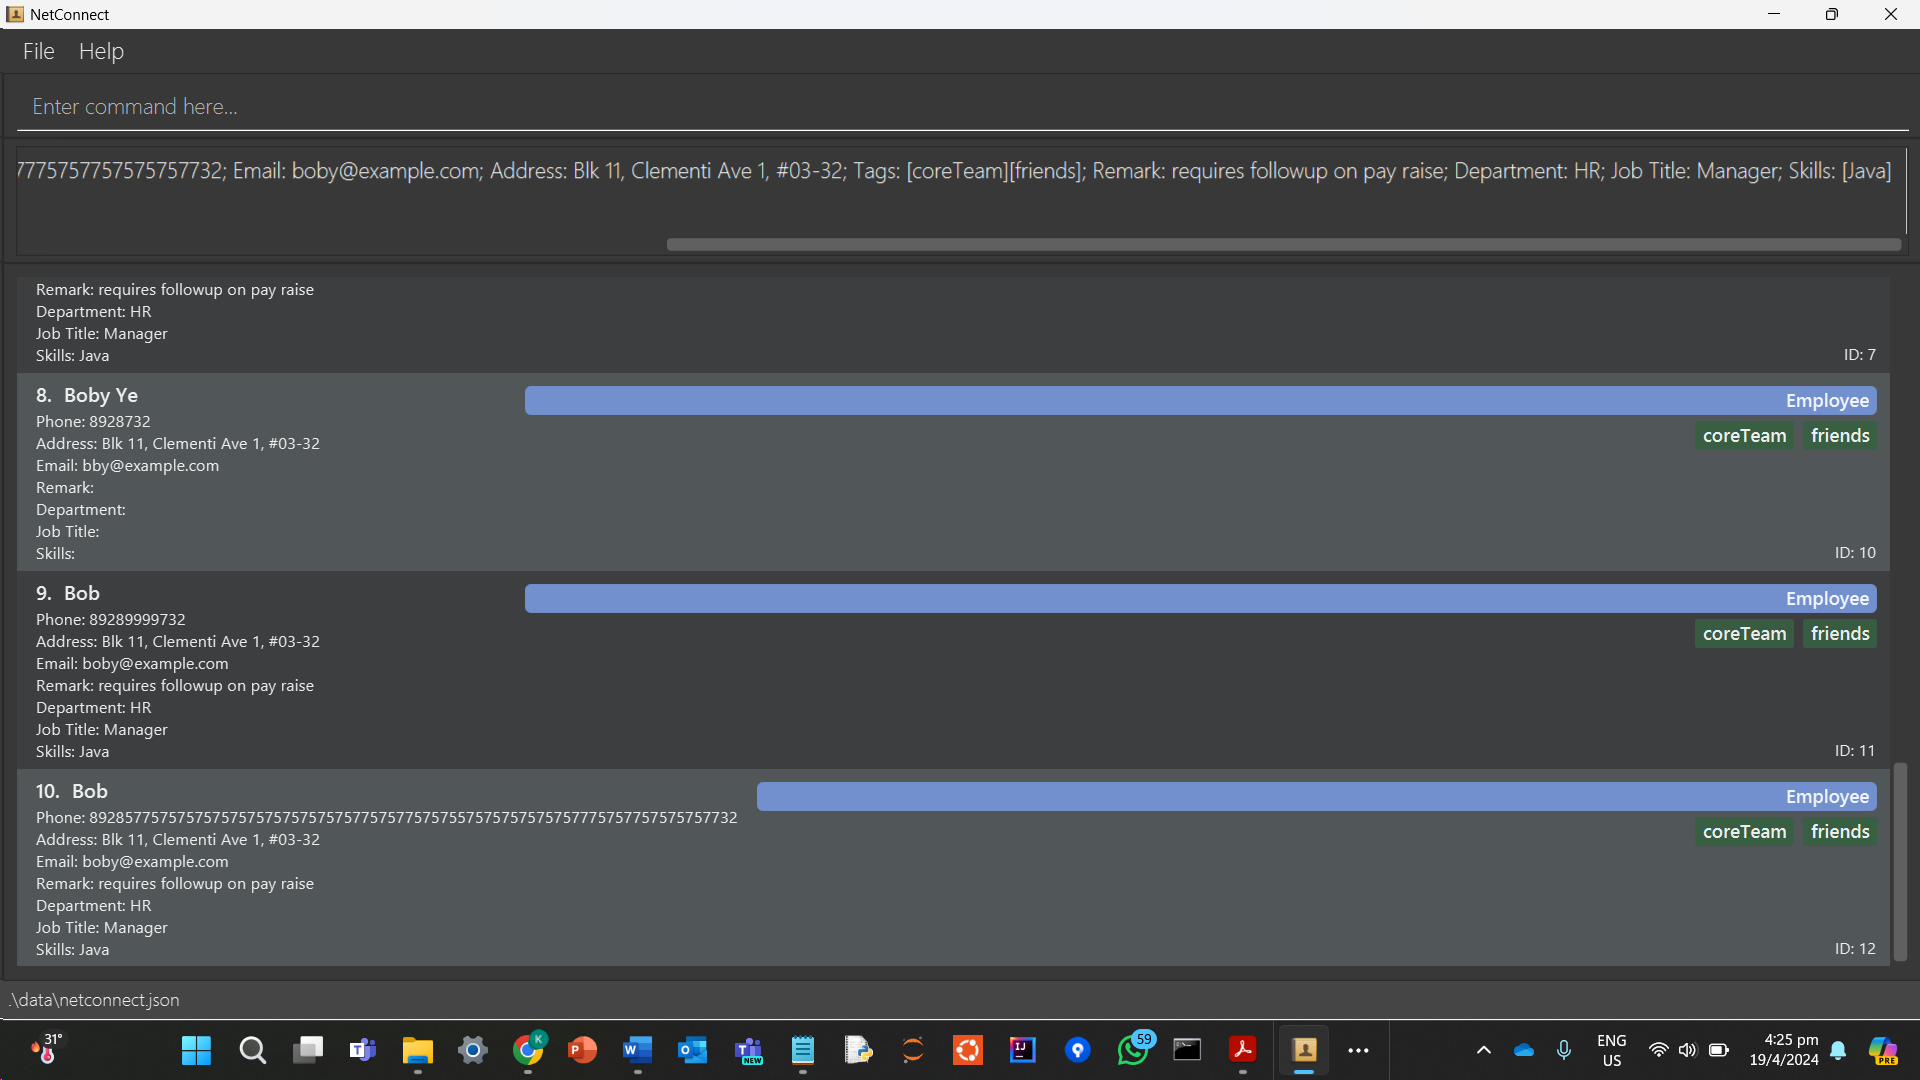 NetConnect
File Help
Enter command here...
77757577575757577​32; Email: boby@example.com; Address: Blk 11, Clementi Ave 1, #03-32; Tags: [coreTeam][friends]; Remark: requires followup on pay raise; Department: HR; Job Title: Manager; Skills: [Java]
Remark: requires followup on pay raise
Department: HR
Job Title: Manager
Skills: Java
ID: 7
8. Boby Ye
Employee
Phone: 8928732
coreTeam friends
Address: Blk 11, Clementi Ave 1, #03-32
Email: bby@example.com
Remark:
Department:
Job Title:
Skills:
ID: 10
9. Bob
Employee
Phone: 89289999732
coreTeam friends
Address: Blk 11, Clementi Ave 1, #03-32
Email: boby@example.com
Remark: requires followup on pay raise
Department: HR
Job Title: Manager
Skills: Java
ID: 11
10. Bob
Employee
Phone:
coreTeam friends
Address: Blk 11, Clementi Ave 1, #03-32
Email: boby@example.com
Remark: requires followup on pay raise
Department: HR
Job Title: Manager
Skills: Java
ID: 12
.\data\netconnect.json
31°
K
NEW
59
ENG
US
4:25 pm
19/4/2024
PRE